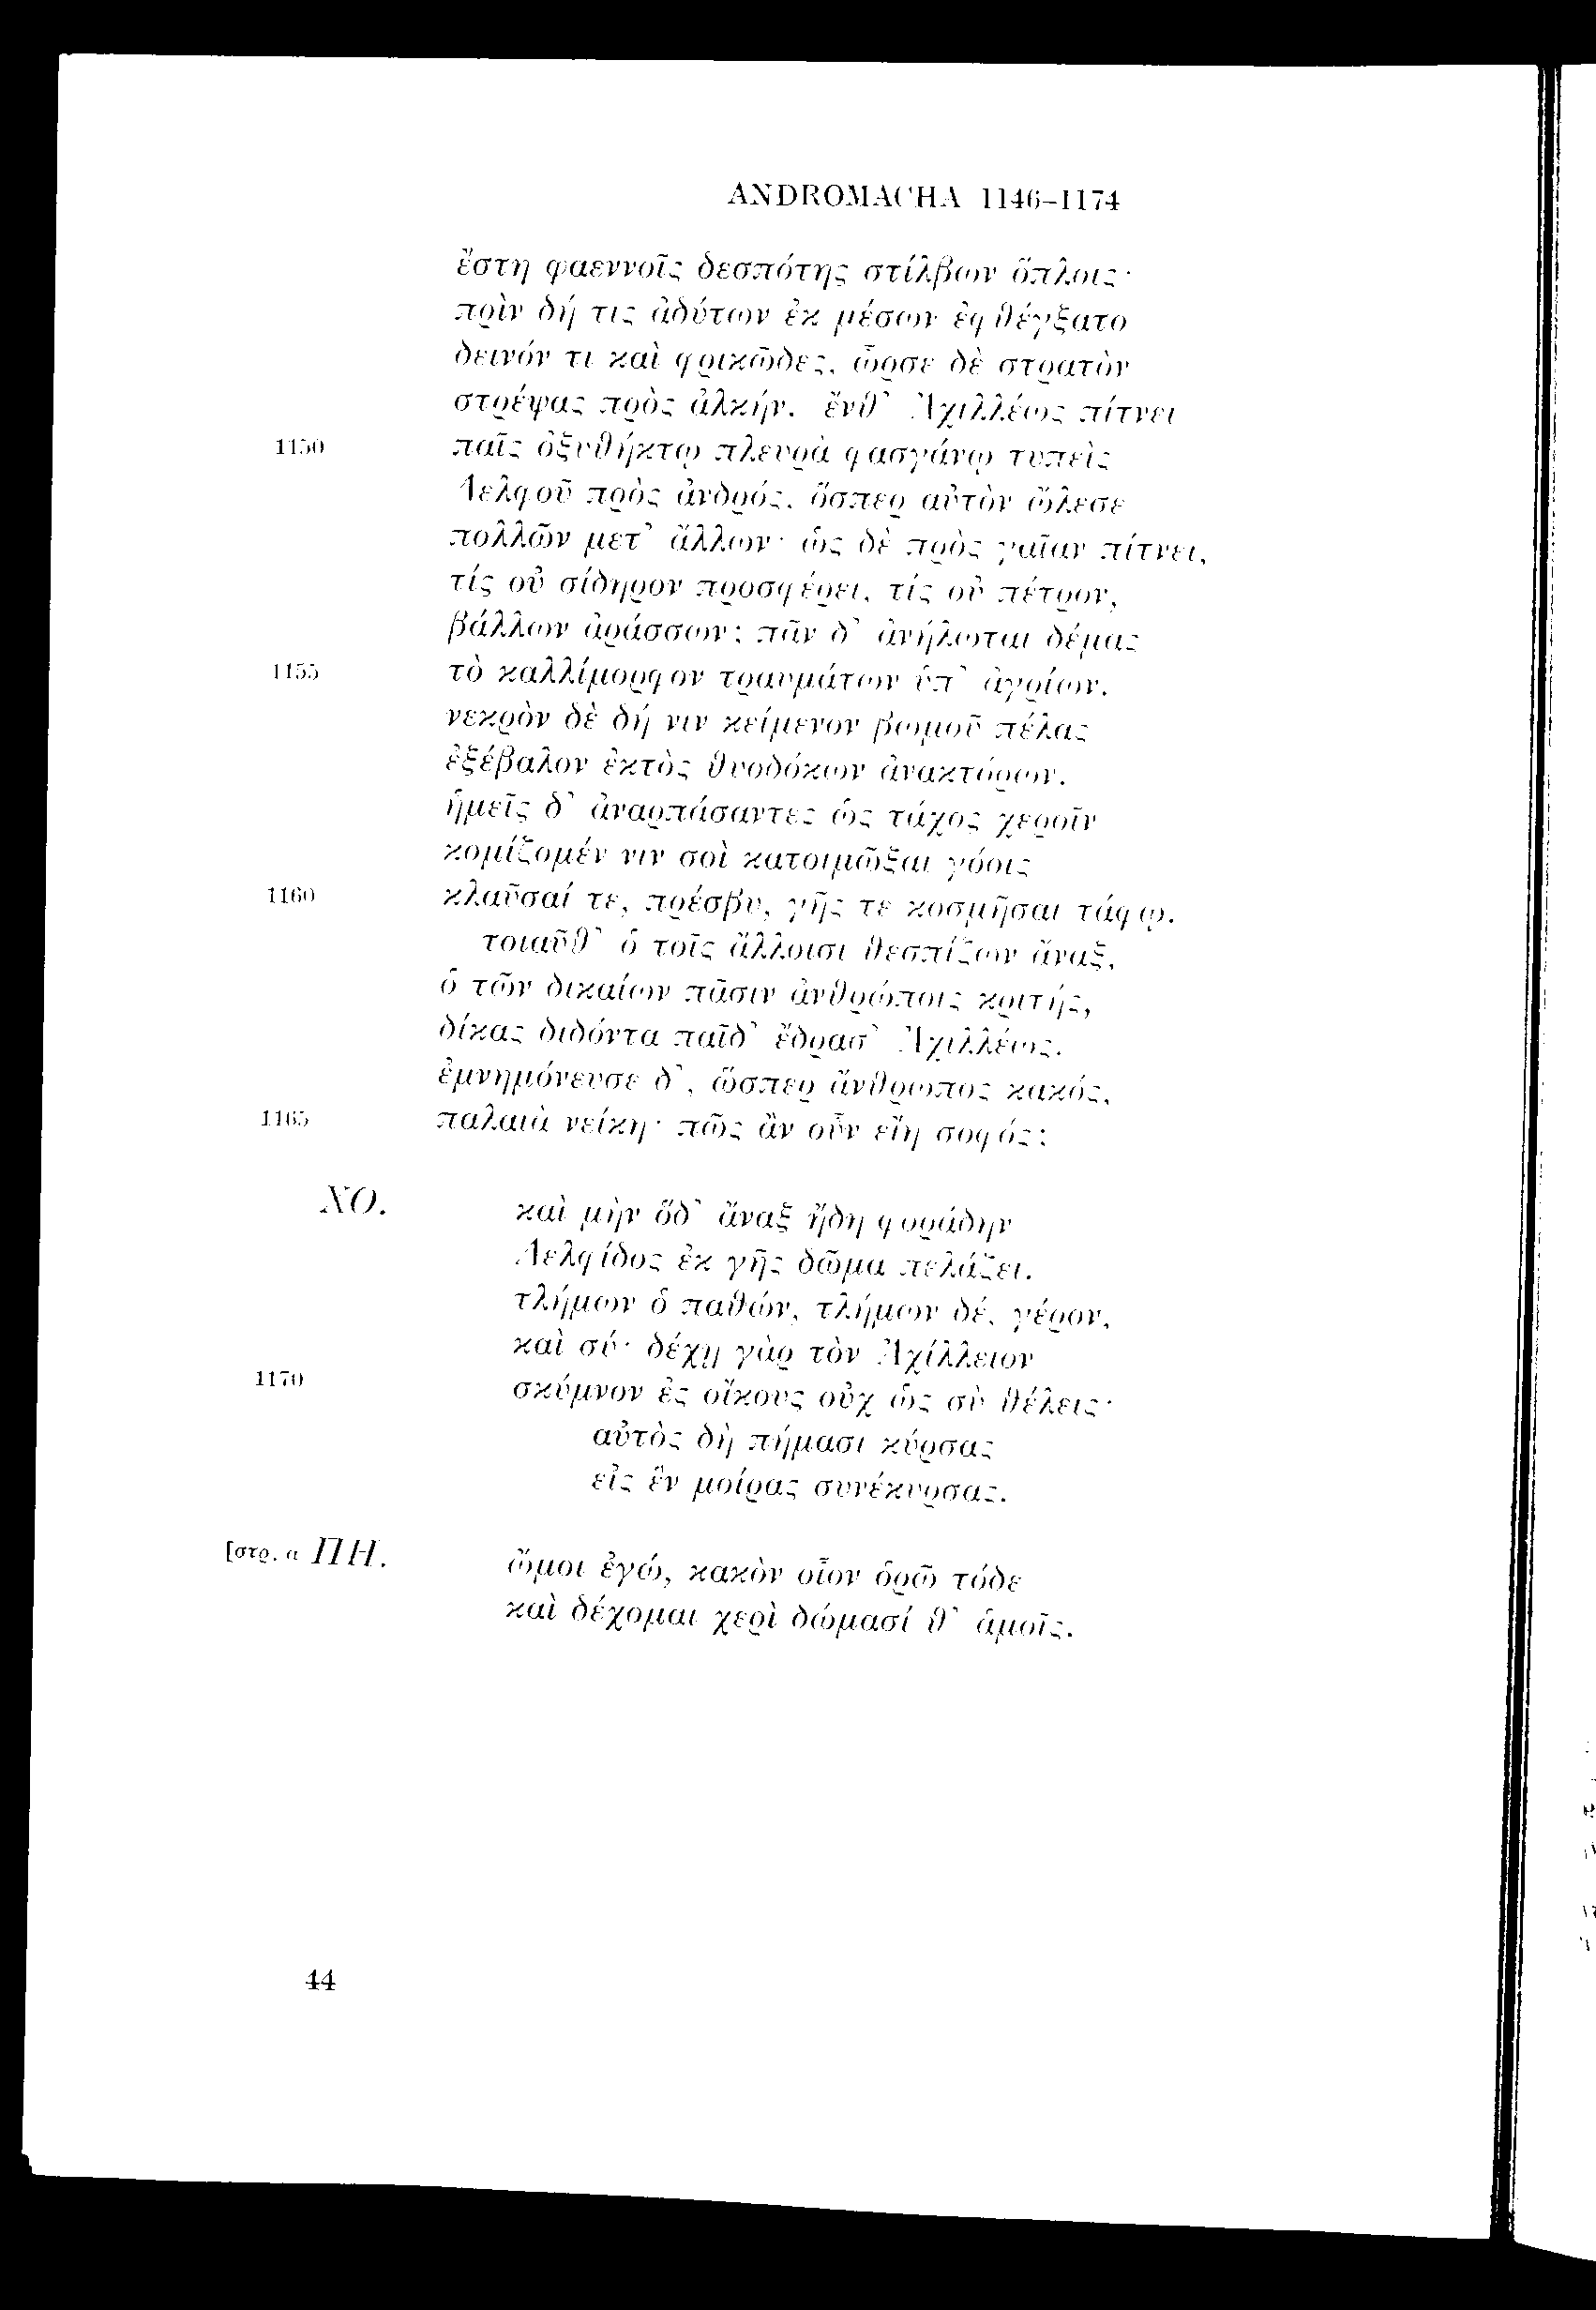 ANDROMACHA 1146–1174
ἔστη φαεννοῖς δεσπότης στίλβων ὅπλοις·
πρὶν δή τις ἀδύτων ἐκ μέσων ἐφθέγξατο
δεινόν τι καὶ φρικῶδες, ὦρσε δὲ στρατὸν
στρέψας πρὸς ἀλκήν. ἔνθ᾽ Ἀχιλλέως πίτνει
1150 παῖς ὀξυθήκτῳ πλευρὰ φασγάνῳ τυπεὶς
Δελφοῦ πρὸς ἀνδρός, ὅσπερ αὐτὸν ὤλεσε
πολλῶν μετ᾽ ἄλλων· ὡς δὲ πρὸς γαῖαν πίτνει,
τίς οὐ σίδηρον προσφέρει, τίς οὐ πέτρον,
βάλλων ἀράσσων; πᾶν δ᾽ ἀνήλωται δέμας
1155 τὸ καλλίμορφον τραυμάτων ὑπ᾽ ἀγρίων.
νεκρὸν δὲ δή νιν κείμενον βωμοῦ πέλας
ἐξέβαλον ἐκτὸς θυοδόκων ἀνακτόρων.
ἡμεῖς δ᾽ ἀναρπάσαντες ὡς τάχος χεροῖν
κομίζομέν νιν σοὶ κατοιμῶξαι γόοις
1160 κλαῦσαί τε, πρέσβυ, γῆς τε κοσμῆσαι τάφῳ.
τοιαῦθ᾽ ὁ τοῖς ἄλλοισι θεσπίζων ἄναξ,
ὁ τῶν δικαίων πᾶσιν ἀνθρώποις κριτής,
δίκας διδόντα παῖδ᾽ ἔδρασ᾽ Ἀχιλλέως.
ἐμνημόνευσε δ᾽, ὥσπερ ἄνθρωπος κακός,
1165 παλαιὰ νείκη· πῶς ἂν οὖν εἴη σοφός;
ΧΟ. καὶ μὴν ὅδ᾽ ἄναξ ἤδη φοράδην
Δελφίδος ἐκ γῆς δῶμα πελάζει.
τλήμων ὁ παθών, τλήμων δέ, γέρον,
καὶ σύ· δέχῃ γὰρ τὸν Ἀχίλλειον
1170 σκύμνον ἐς οἴκους οὐχ ὡς σὺ θέλεις·
αὐτὸς δὴ πήμασι κύρσας
εἰς ἓν μοίρας συνέκυρσας.
[στρ. α ΠΗ. ὤμοι ἐγώ, κακὸν οἷον ὁρῶ τόδε
καὶ δέχομαι χερὶ δώμασί θ᾽ ἁμοῖς.
44